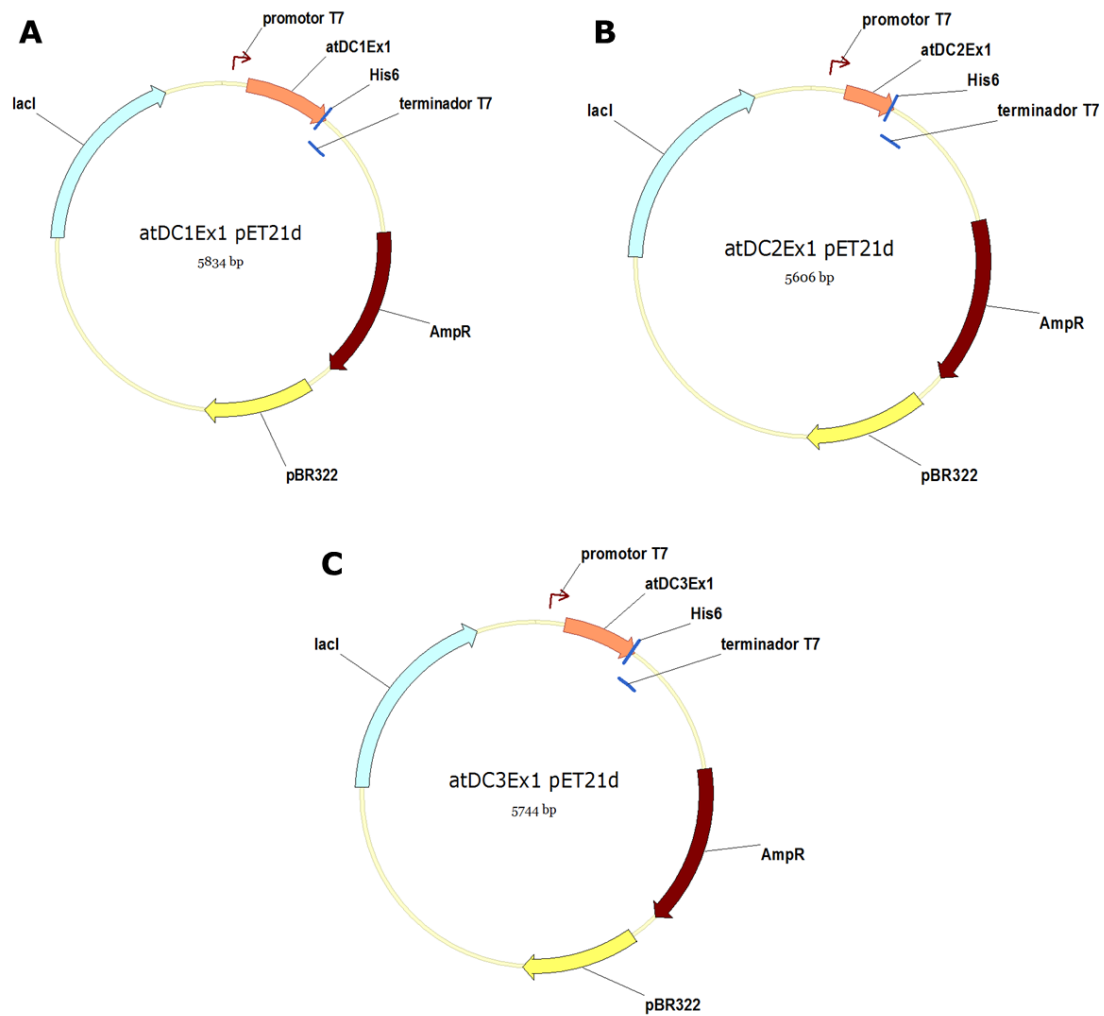 A
promotor T7
atDC1Ex1
His6
terminador T7
lacI
atDC1Ex1 pET21d
5834 bp
AmpR
pBR322
B
promotor T7
atDC2Ex1
His6
terminador T7
lacI
atDC2Ex1 pET21d
5606 bp
AmpR
pBR322
C
promotor T7
atDC3Ex1
His6
terminador T7
lacI
atDC3Ex1 pET21d
5744 bp
AmpR
pBR322